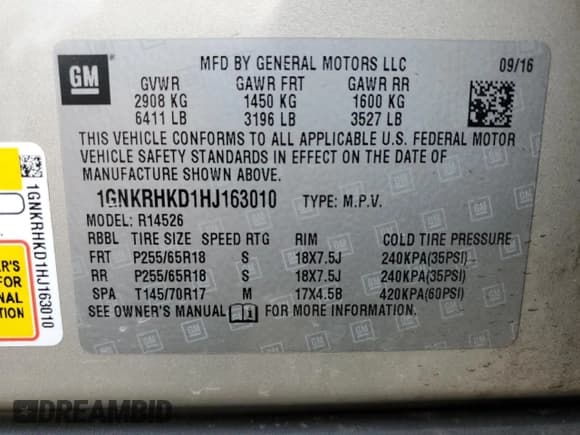 GM
MFD BY GENERAL MOTORS LLC 09/16
GVWR GAWR FRT GAWR RR
2908 KG 1450 KG 1600 KG
6411 LB 3196 LB 3527 LB
THIS VEHICLE CONFORMS TO ALL APPLICABLE U.S. FEDERAL MOTOR
VEHICLE SAFETY STANDARDS IN EFFECT ON THE DATE OF
MANUFACTURE SHOWN ABOVE.
1GNKRHKD1HJ163010 TYPE: M.P.V.
MODEL: R14526
RBBL TIRE SIZE SPEED RTG RIM COLD TIRE PRESSURE
FRT P255/65R18 S 18X7.5J 240KPA(35PSI)
RR P255/65R18 S 18X7.5J 240KPA(35PSI)
SPA T145/70R17 M 17X4.5B 420KPA(60PSI)
SEE OWNER'S MANUAL FOR MORE INFORMATION
1GNKRHKD1HJ163010
ER'S
FOR
NAL
ON
DREAMBID